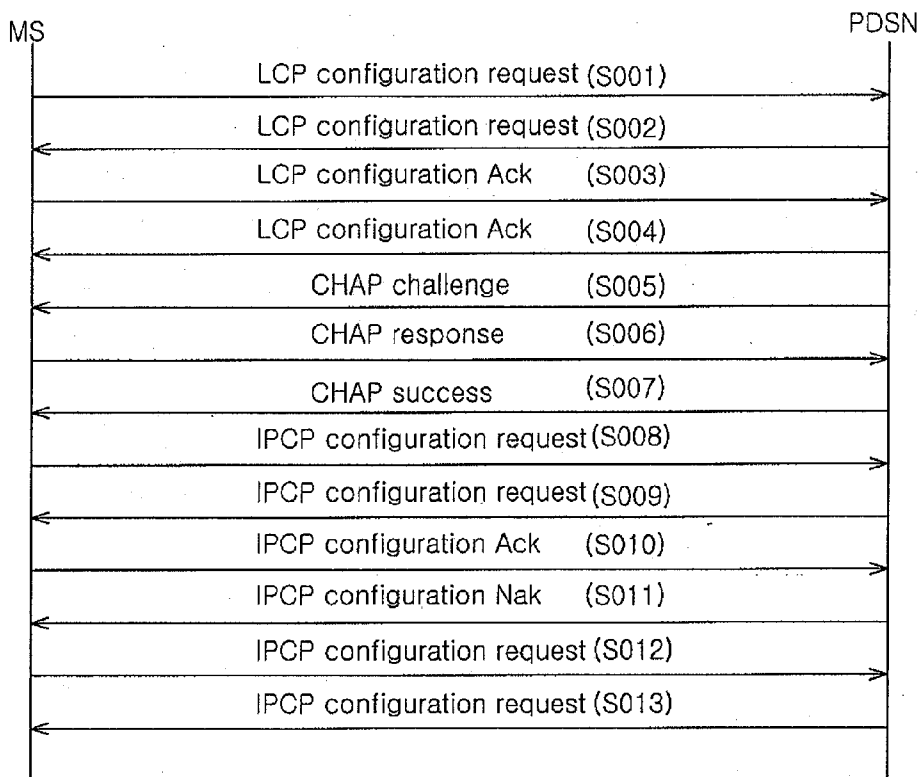 MS PDSN
LCP configuration request (S001)
LCP configuration request (S002)
LCP configuration Ack (S003)
LCP configuration Ack (S004)
CHAP challenge (S005)
CHAP response (S006)
CHAP success (S007)
IPCP configuration request (S008)
IPCP configuration request (S009)
IPCP configuration Ack (S010)
IPCP configuration Nak (S011)
IPCP configuration request (S012)
IPCP configuration request (S013)